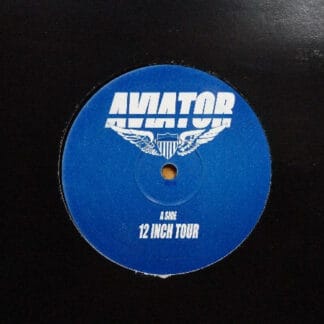 AVIATOR
A SIDE
12 INCH TOUR